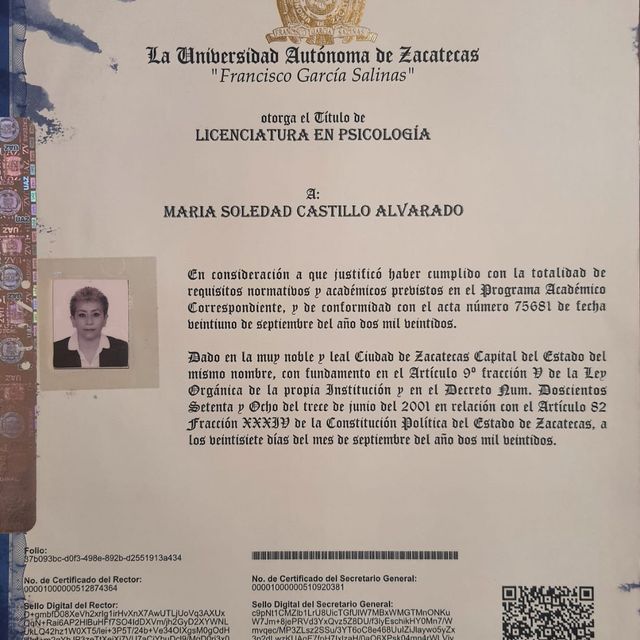 FRANCISCO GARCIA SALINAS
La Universidad Autónoma de Zacatecas
"Francisco García Salinas"
otorga el Título de
LICENCIATURA EN PSICOLOGÍA
A:
MARIA SOLEDAD CASTILLO ALVARADO
En consideración a que justificó haber cumplido con la totalidad de
requisitos normativos y académicos previstos en el Programa Académico
Correspondiente, y de conformidad con el acta número 75681 de fecha
veintiuno de septiembre del año dos mil veintidos.
Dado en la muy noble y leal Ciudad de Zacatecas Capital del Estado del
mismo nombre, con fundamento en el Artículo 9º fracción V de la Ley
Orgánica de la propia Institución y en el Decreto Num. Doscientos
Setenta y Ocho del trece de junio del 2001 en relación con el Artículo 82
Fracción XXXIV de la Constitución Política del Estado de Zacatecas, a
los veintisiete días del mes de septiembre del año dos mil veintidos.
Folio:
37b093bc-d0f3-498e-892b-d2551913a434
No. de Certificado del Rector:
00001000000512874364
Sello Digital del Rector:
No. de Certificado del Secretario General:
00001000000510920381
Sello Digital del Secretario General: